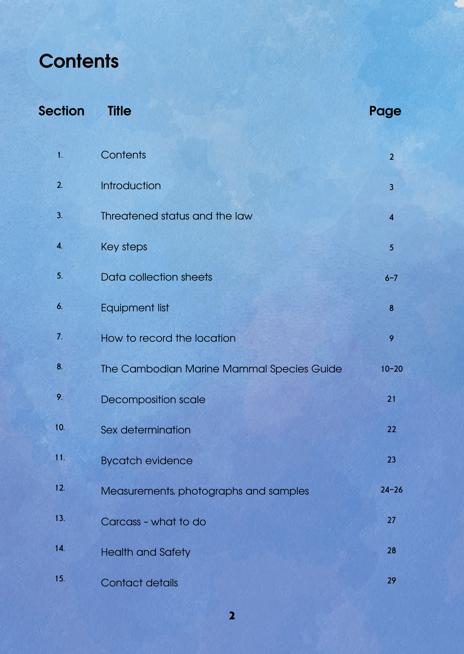 Contents
Section Title Page
1. Contents 2
2. Introduction 3
3. Threatened status and the law 4
4. Key steps 5
5. Data collection sheets 6-7
6. Equipment list 8
7. How to record the location 9
8. The Cambodian Marine Mammal Species Guide 10-20
9. Decomposition scale 21
10. Sex determination 22
11. Bycatch evidence 23
12. Measurements, photographs and samples 24-26
13. Carcass - what to do 27
14. Health and Safety 28
15. Contact details 29
2